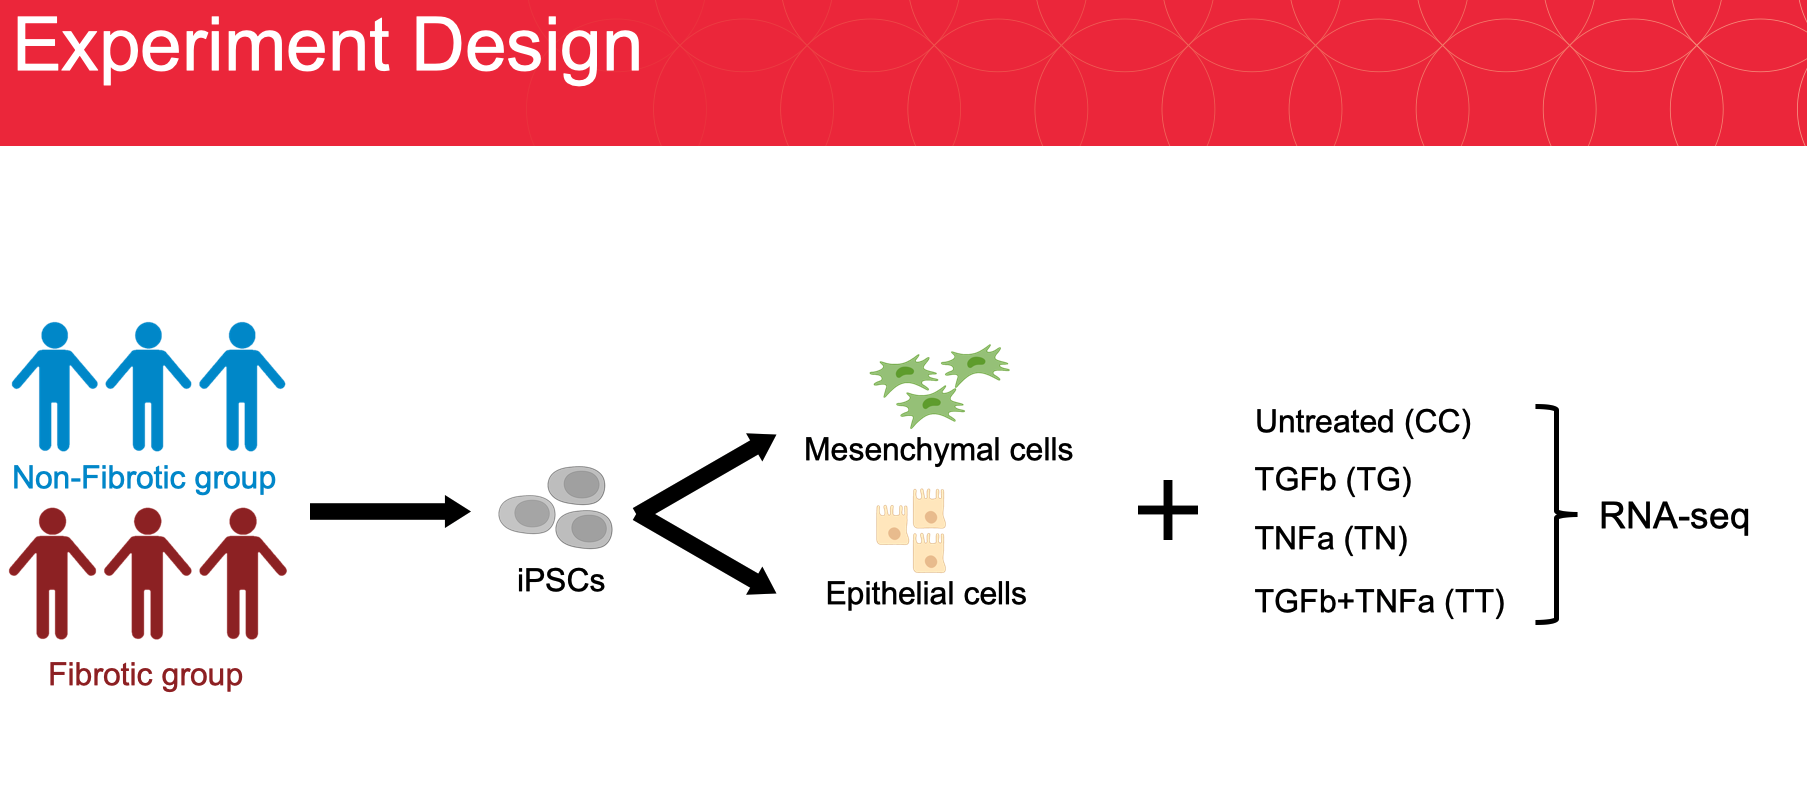 Experiment Design
Non-Fibrotic group
Fibrotic group
iPSCs
Mesenchymal cells
Epithelial cells
+
Untreated (CC)
TGFb (TG)
TNFa (TN)
TGFb+TNFa (TT)
RNA-seq